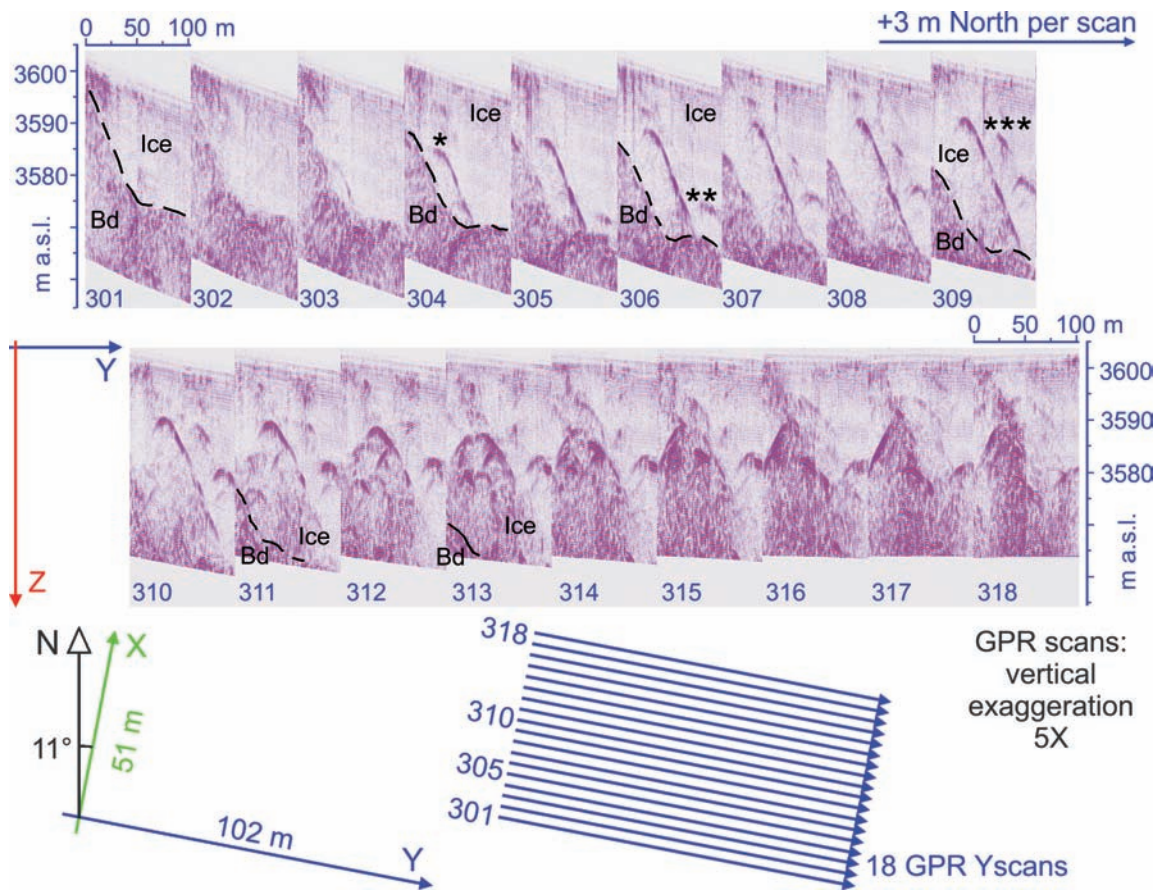 0 50 100 m
+3 m North per scan
3600
3590
3580
m a.s.l.
Ice
Bd
301
302
303
Ice
*
304
305
Ice
**
Bd
306
307
308
***
Ice
Bd
309
0 50 100 m
Y
Z
3600
3590
3580
m a.s.l.
310
Ice
Bd
311
312
Ice
Bd
313
314
315
316
317
318
N
X
11°
51 m
102 m
Y
318
310
305
301
18 GPR Yscans
GPR scans:
vertical
exaggeration
5X